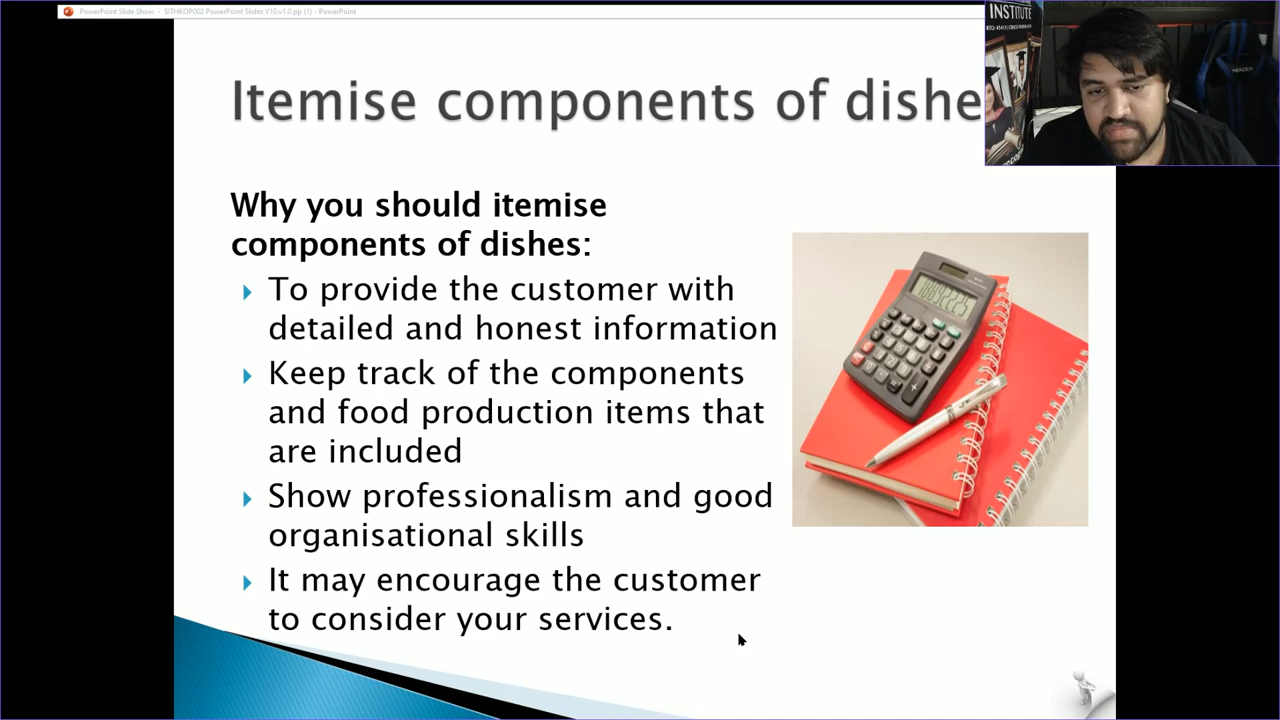 PowerPoint Slide Show - SITHKOP002 PowerPoint Slides V10.v1.0.pp (1) - PowerPoint
INSTITUTE
Itemise components of dishe
Why you should itemise
components of dishes:
To provide the customer with
detailed and honest information
Keep track of the components
and food production items that
are included
Show professionalism and good
organisational skills
It may encourage the customer
to consider your services.